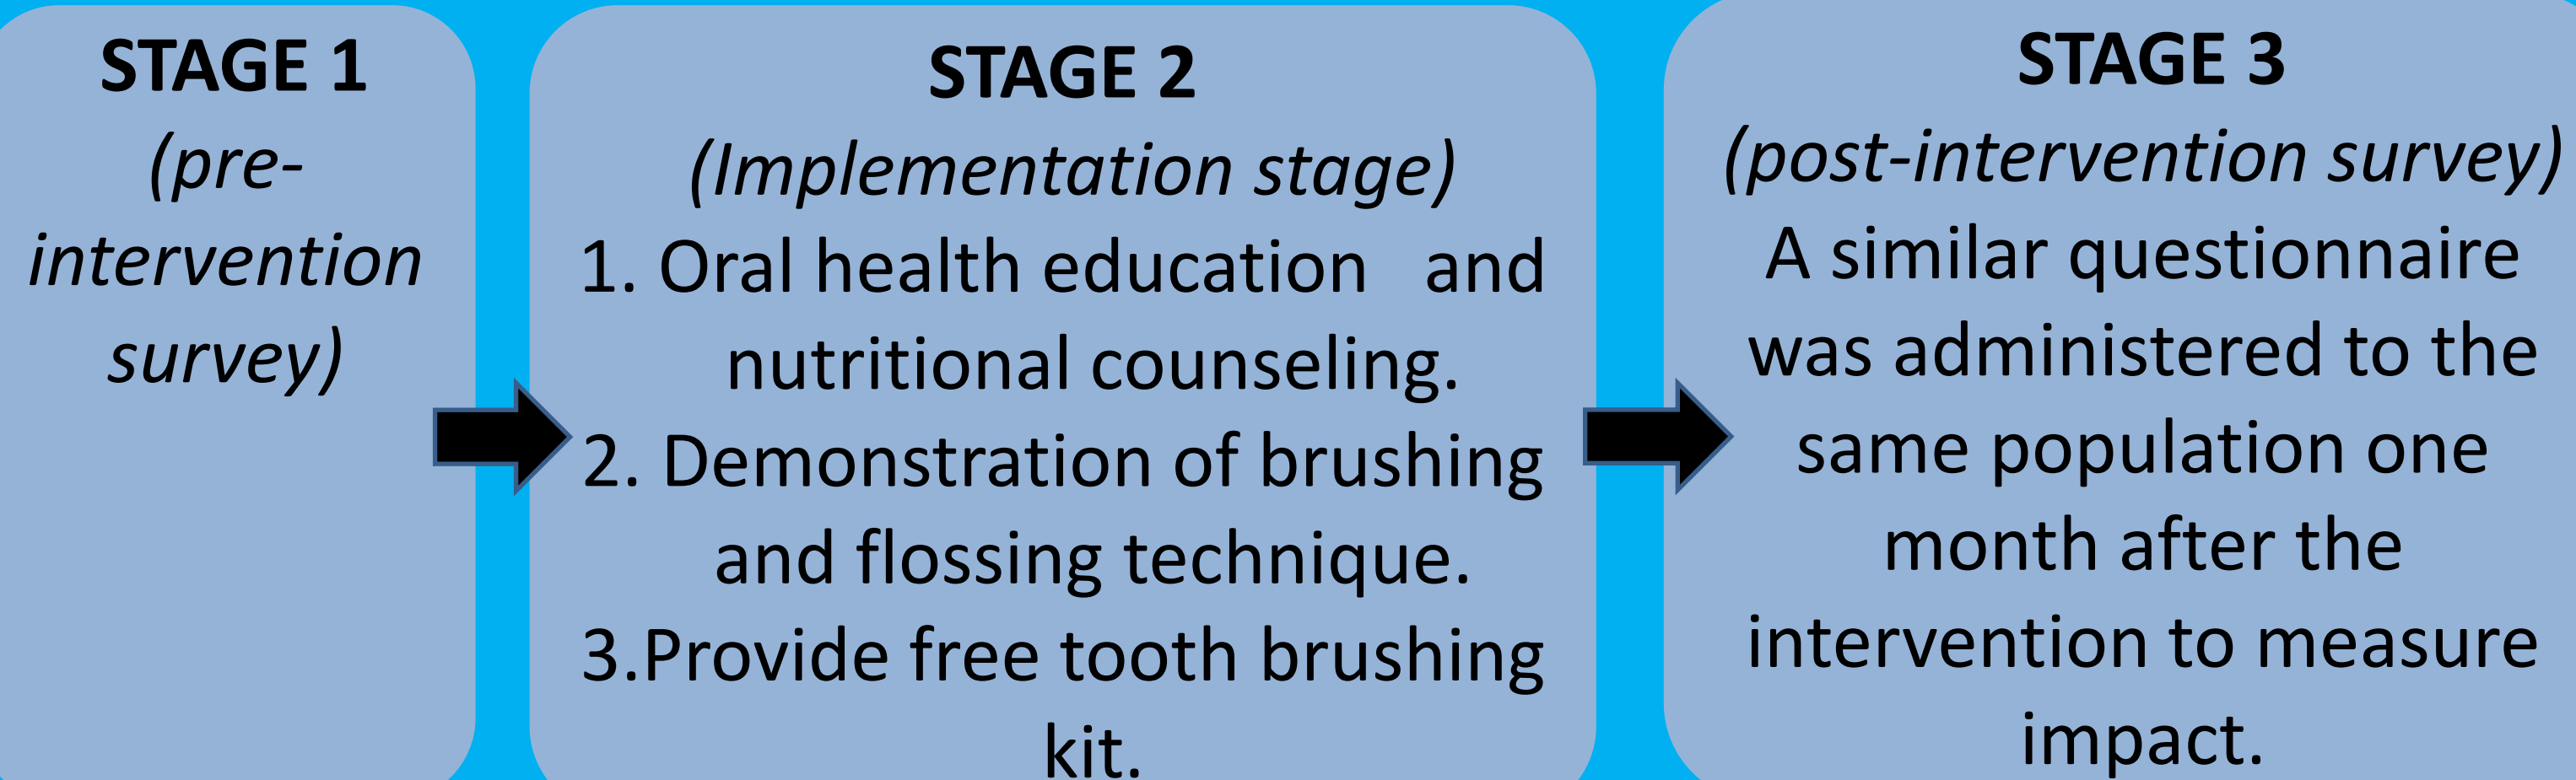 STAGE 1
(pre-
intervention
survey)
STAGE 2
(Implementation stage)
1. Oral health education   and
nutritional counseling.
2. Demonstration of brushing
and flossing technique.
3.Provide free tooth brushing
kit.
STAGE 3
(post-intervention survey)
A similar questionnaire
was administered to the
same population one
month after the
intervention to measure
impact.